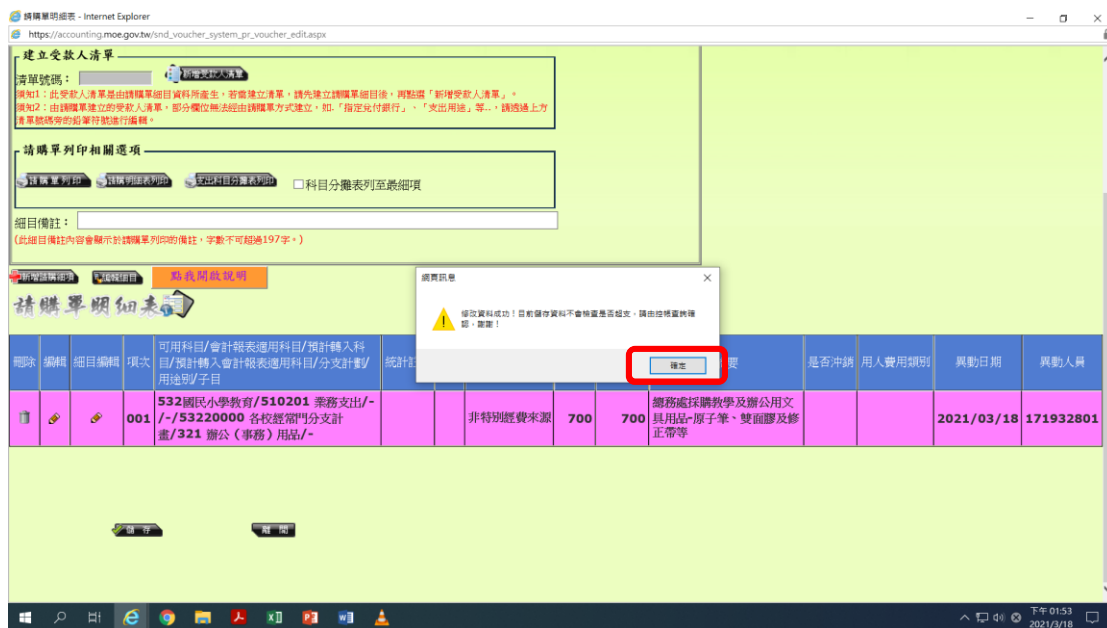 請購單明細表 - Internet Explorer
https://accounting.moe.gov.tw/snd_voucher_system_pr_voucher_edit.aspx
建立受款人清單
清單號碼：
新增受款人清單
須知1：此受款人清單是由請購單細目資料所產生，若需建立清單，請先建立請購單細目後，再點選「新增受款人清單」。
須知2：由請購單建立的受款人清單，部分欄位無法經由請購單方式建立，如.「指定兌付銀行」、「支出用途」等...，請透過上方
清單號碼旁的鉛筆符號進行編輯。
請購單列印相關選項
請購單列印 請購明細表列印 支出科目分攤表列印 科目分攤表列至最細項
細目備註：
(此細目備註內容會顯示於請購單列印的備註，字數不可超過197字。)
新增請購細項 點我開啟說明
請購單明細表
網頁訊息
修改資料成功！目前儲存資料不會檢查是否超支，請由控帳查詢確
認，謝謝！
確定
刪除 編輯 細目編輯 項次
可用科目/會計報表適用科目/預計轉入科
目/預計轉入會計報表適用科目/分支計劃/
用途別/子目
統計 要 是否沖銷 用人費用類別 異動日期 異動人員
001
532國民小學教育/510201 業務支出/-
/-/53220000 各校經常門分支計
畫/321 辦公（事務）用品/-
非特別經費來源 700 700
總務處採購教學及辦公用文
具用品-原子筆、雙面膠及修
正帶等
2021/03/18 171932801
儲 存 離 開
下午 01:53
2021/3/18